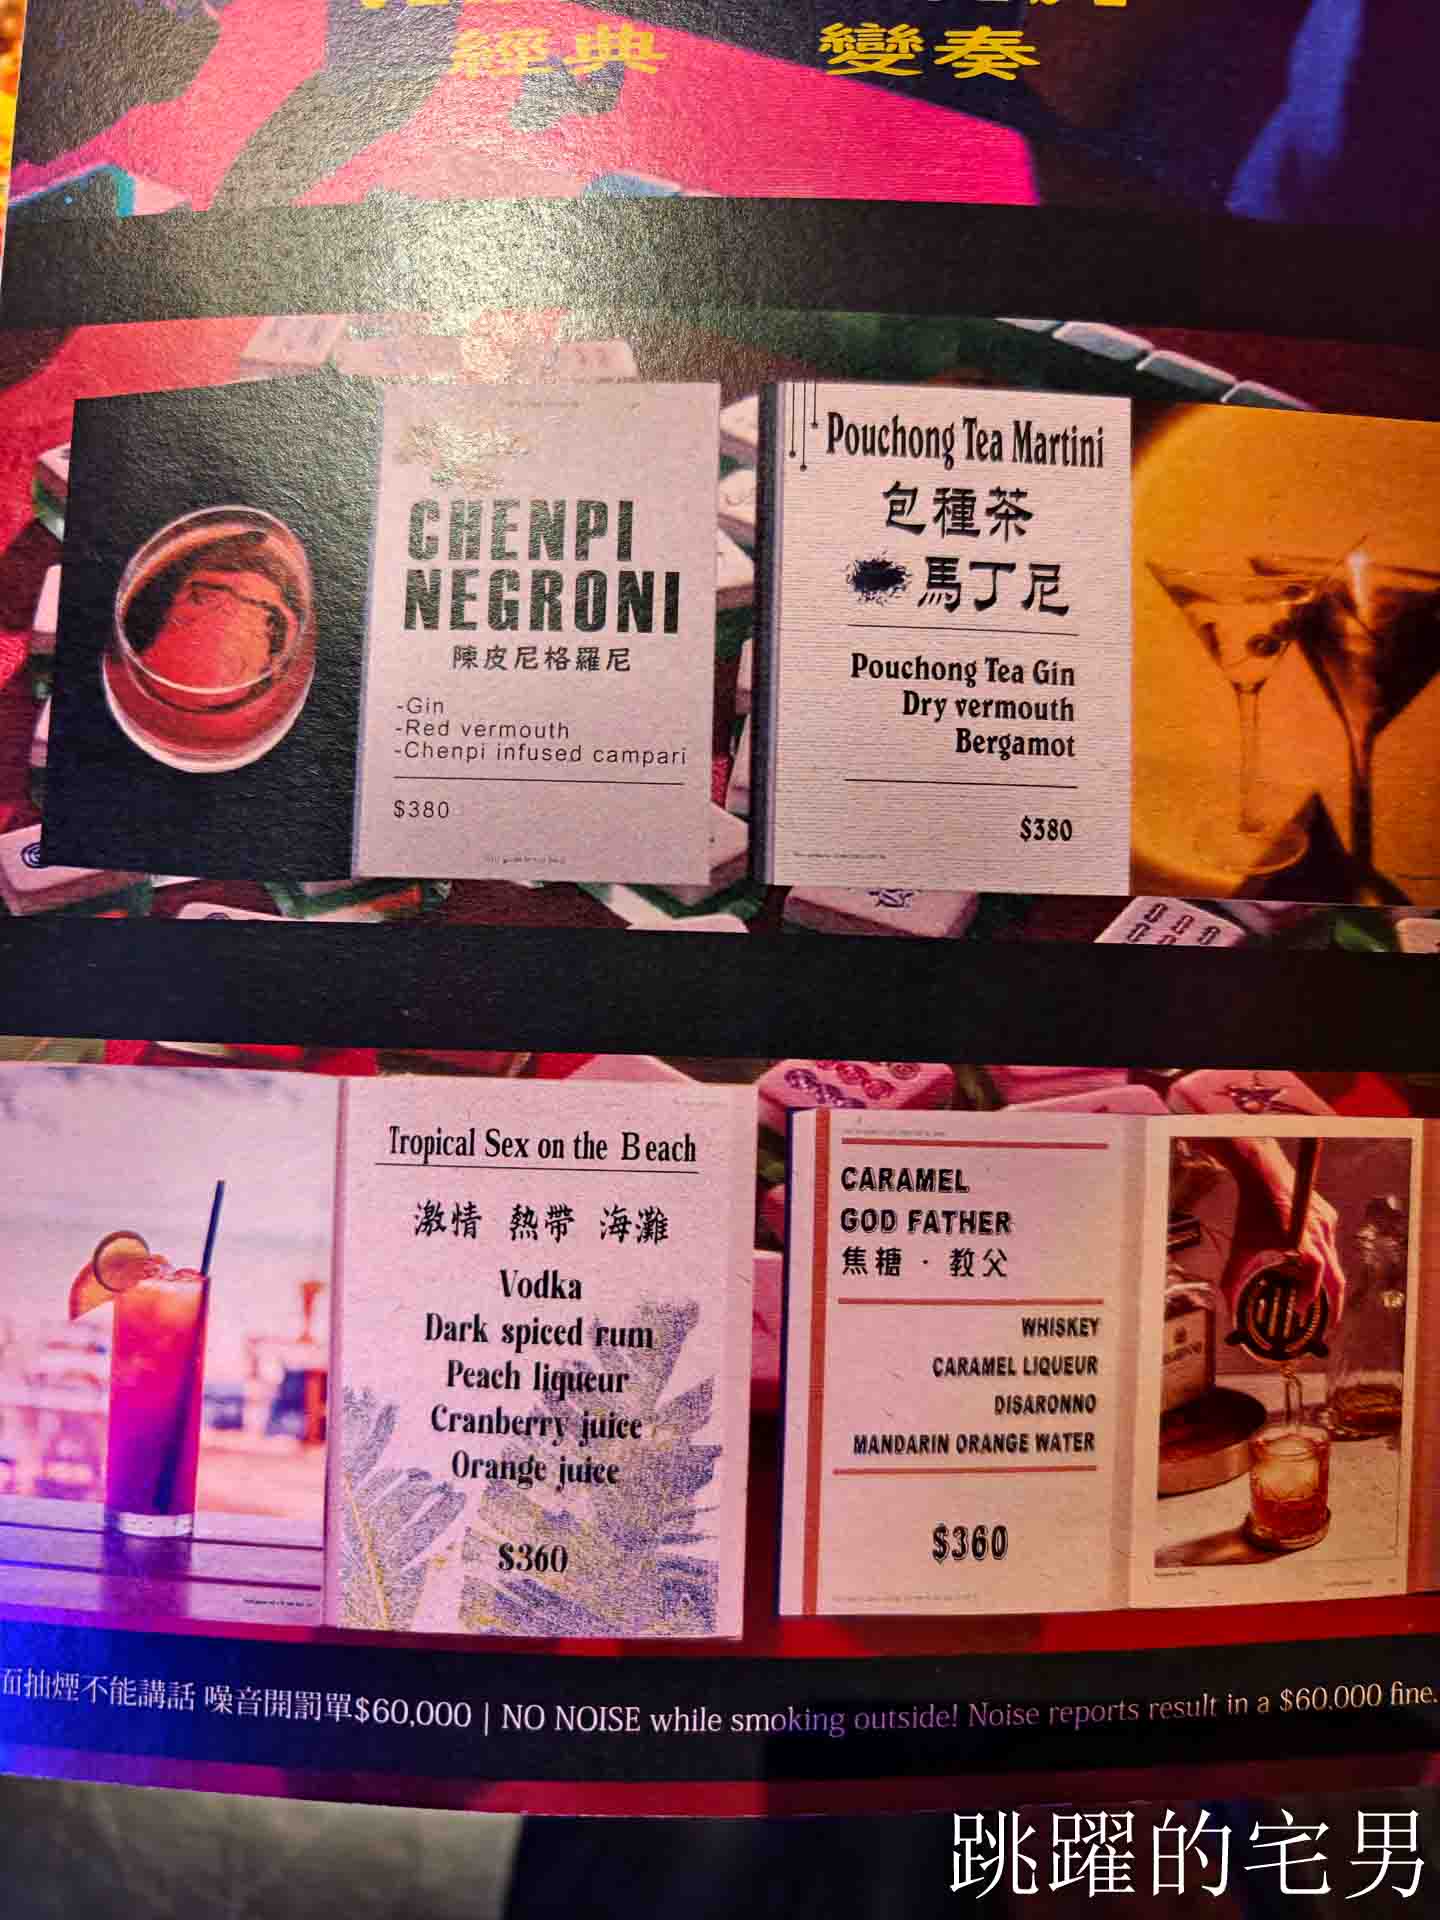 經典 變奏
CHENPI
NEGRONI
陳皮尼格羅尼
-Gin
-Red vermouth
-Chenpi infused campari
$380
Pouchong Tea Martini
包種茶
馬丁尼
Pouchong Tea Gin
Dry vermouth
Bergamot
$380
Tropical Sex on the Beach
激情 熱帶 海灘
Vodka
Dark spiced rum
Peach liqueur
Cranberry juice
Orange juice
$360
CARAMEL
GOD FATHER
焦糖·教父
WHISKEY
CARAMEL LIQUEUR
DISARONNO
MANDARIN ORANGE WATER
$360
面抽煙不能講話 噪音開罰單$60,000 | NO NOISE while smoking outside! Noise reports result in a $60,000 fine.
跳躍的宅男